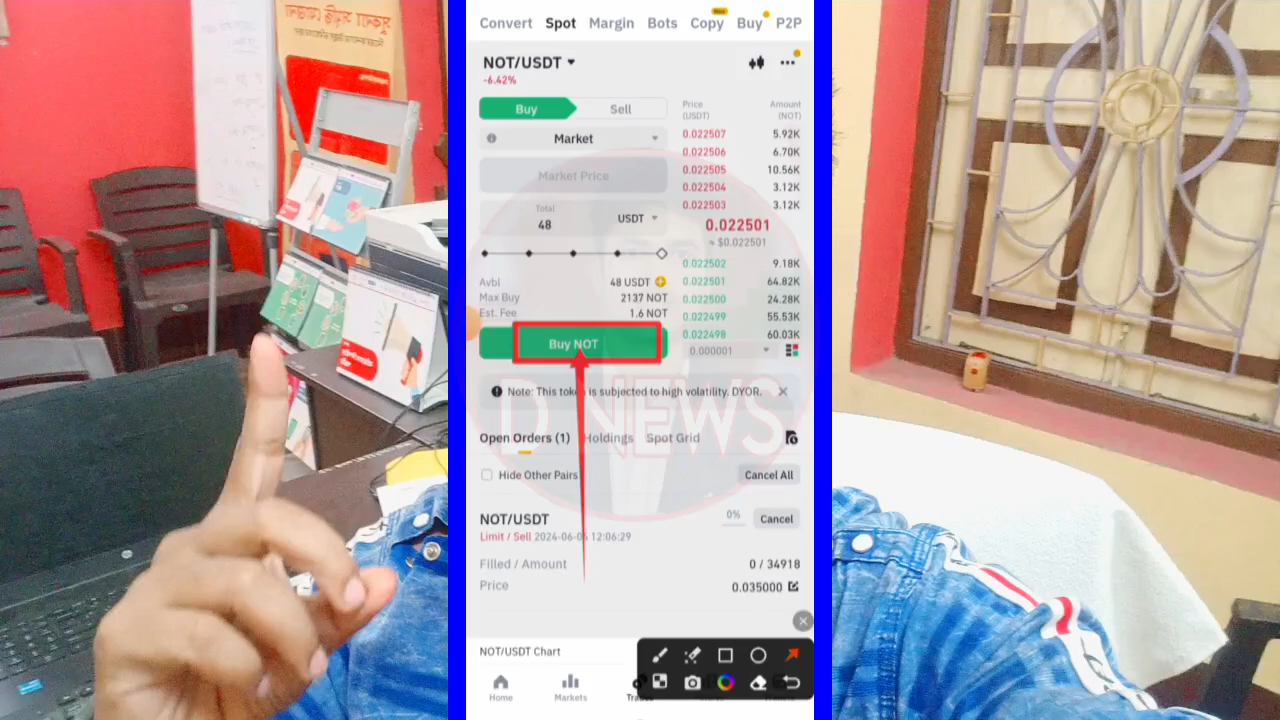 Convert Spot Margin Bots Copy Buy P2P
New
NOT/USDT
-6.42%
Buy Sell
Market
Market Price
Total
48 USDT
Avbl 48 USDT
Max Buy 2137 NOT
Est. Fee 1.6 NOT
Buy NOT
Price (USDT) Amount (NOT)
0.022507 5.92K
0.022506 6.70K
0.022505 10.56K
0.022504 3.12K
0.022503 3.12K
0.022501
≈ $0.022501
0.022502 9.18K
0.022501 64.82K
0.022500 24.28K
0.022499 55.53K
0.022498 60.03K
0.000001
Note: This token is subjected to high volatility. DYOR.
D NEWS
Open Orders (1) Holdings Spot Grid
Hide Other Pairs Cancel All
NOT/USDT 0% Cancel
Limit / Sell 12:06:29
Filled / Amount 0 / 34918
Price 0.035000
NOT/USDT Chart
Home Markets